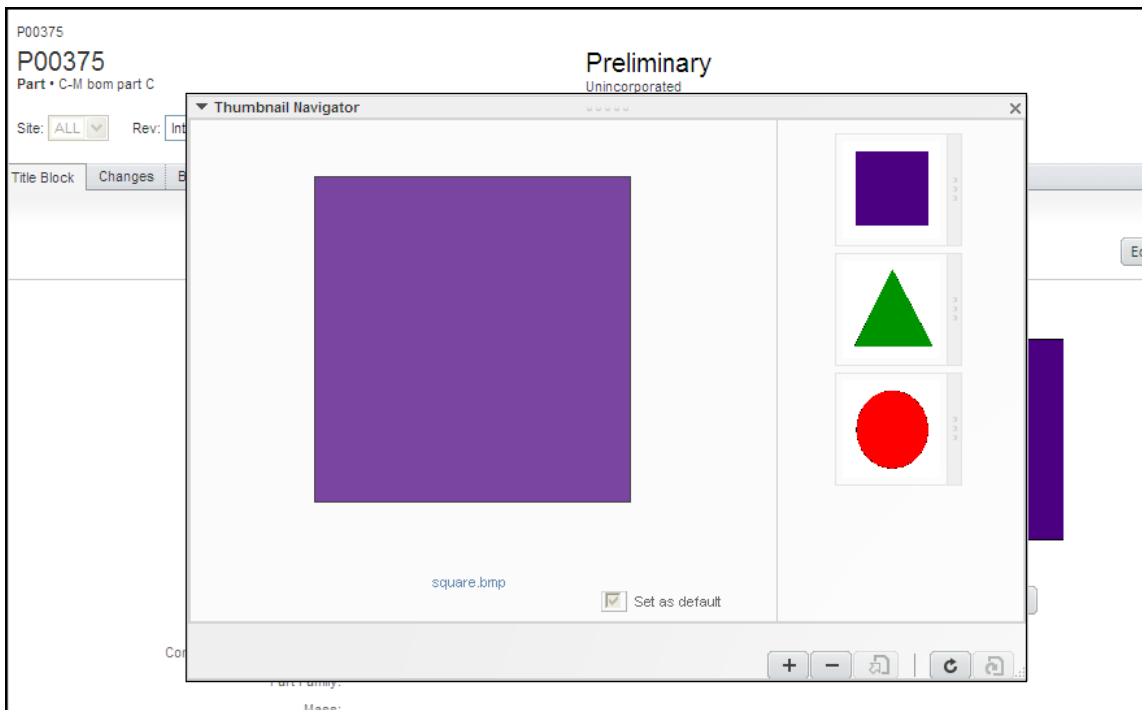 P00375
P00375
Part • C-M bom part C
Preliminary
Unincorporated
Thumbnail Navigator
Site: ALL Rev: Int
Title Block Changes B
square.bmp
Set as default
Part Family:
Mass: